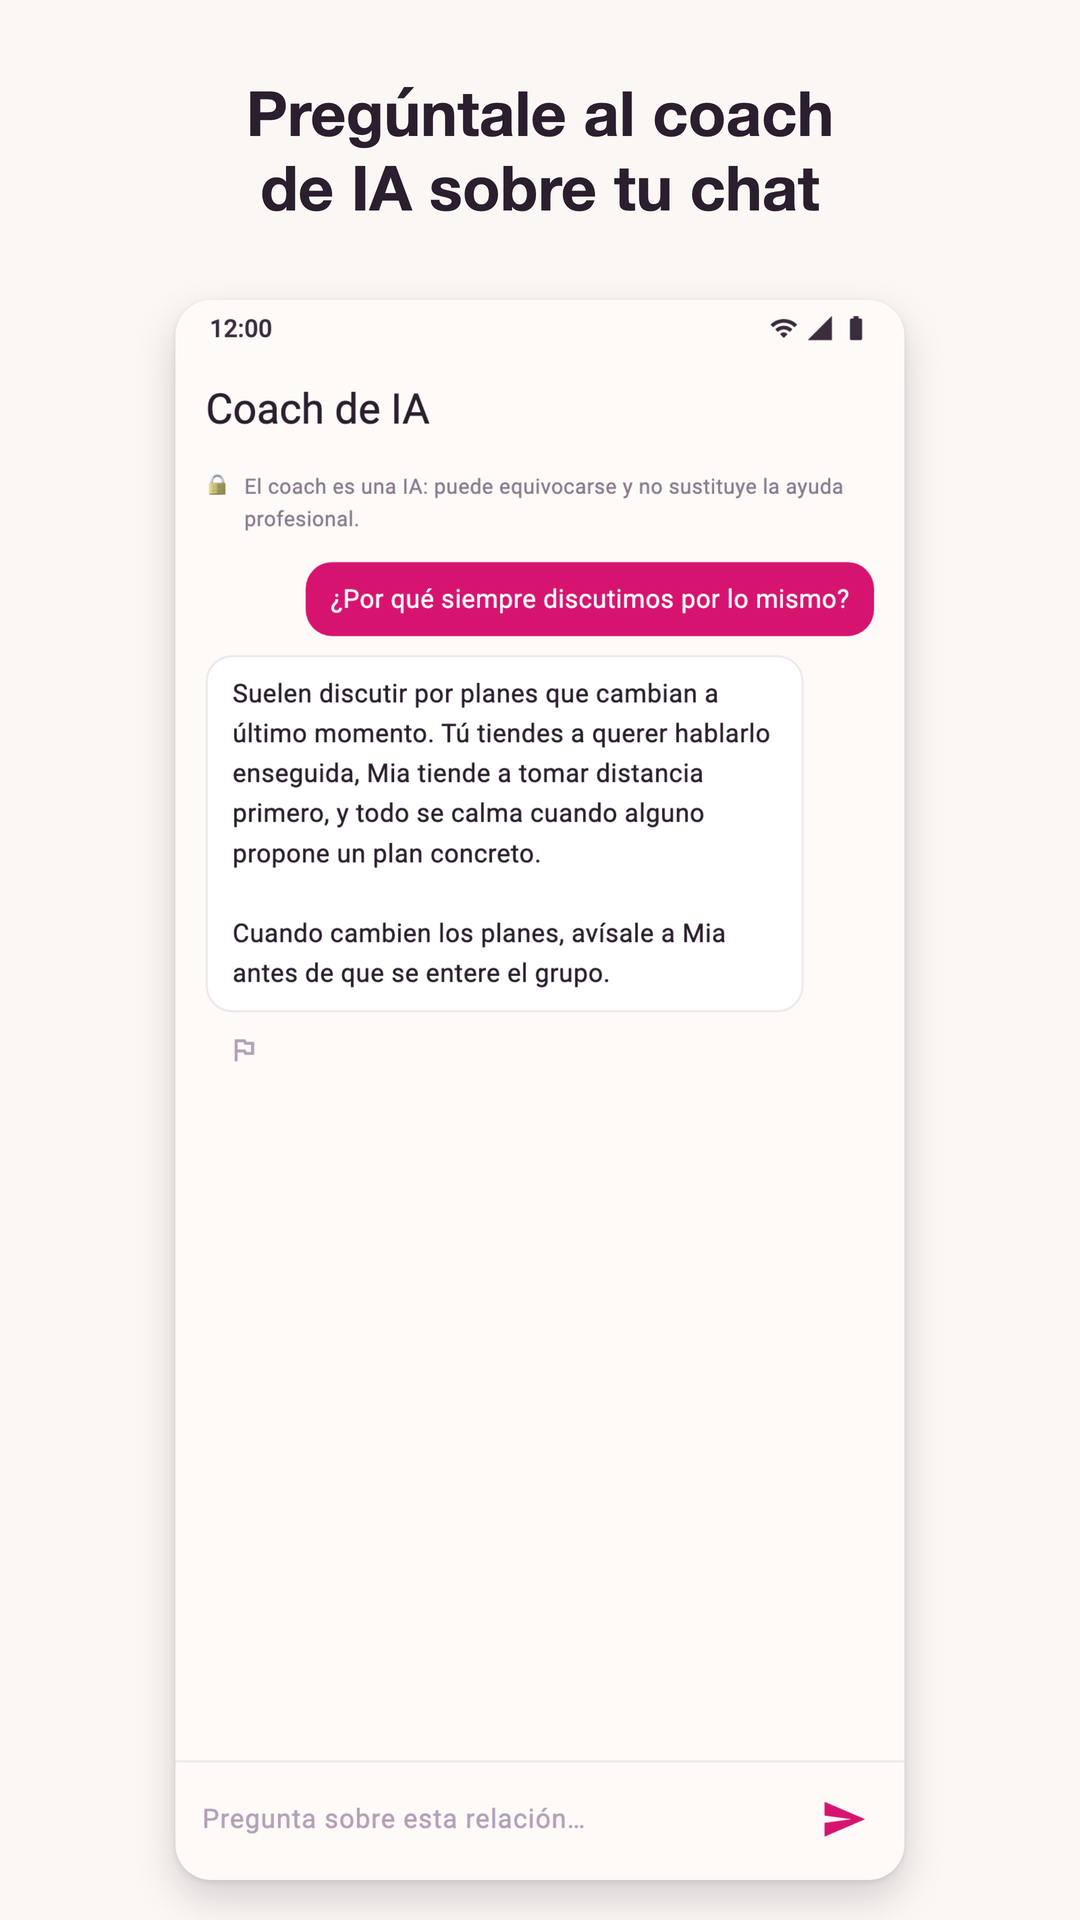 Pregúntale al coach
de IA sobre tu chat
12:00
Coach de IA
El coach es una IA: puede equivocarse y no sustituye la ayuda
profesional.
¿Por qué siempre discutimos por lo mismo?
Suelen discutir por planes que cambian a
último momento. Tú tiendes a querer hablarlo
enseguida, Mia tiende a tomar distancia
primero, y todo se calma cuando alguno
propone un plan concreto.
Cuando cambien los planes, avísale a Mia
antes de que se entere el grupo.
Pregunta sobre esta relación…